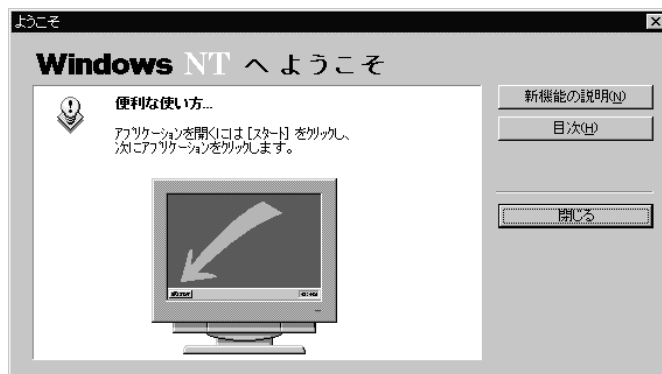 ようこそ
Windows NT へようこそ
便利な使い方...
アプリケーションを開くには [スタート] をクリックし、
次にアプリケーションをクリックします。
新機能の説明(N)
目次(H)
閉じる